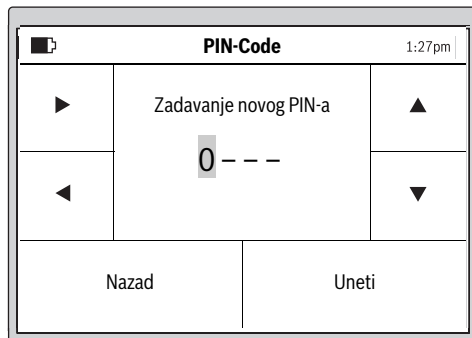 PIN-Code 1:27pm
Zadavanje novog PIN-a
0– – –
Nazad Uneti